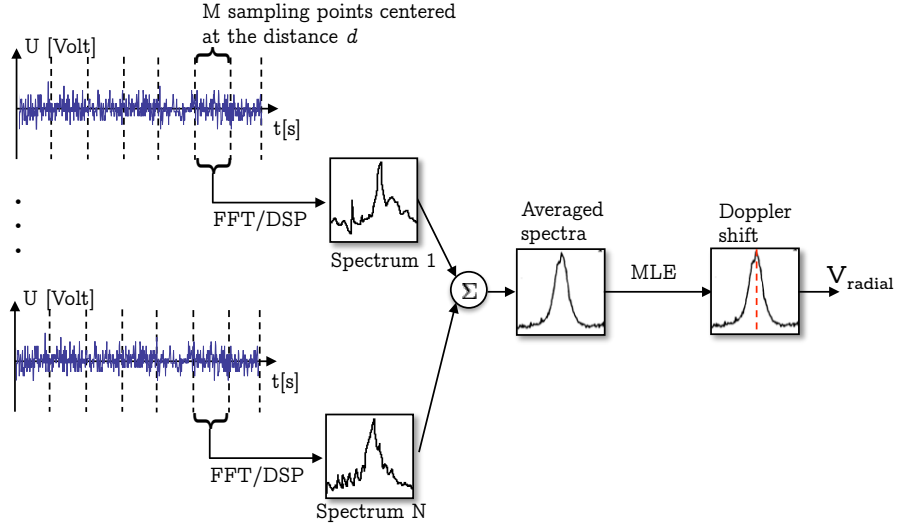 M sampling points centered
at the distance d
U [Volt]
t[s]
FFT/DSP
Spectrum 1
Averaged
spectra
Doppler
shift
Σ
MLE
V radial
U [Volt]
t[s]
FFT/DSP
Spectrum N